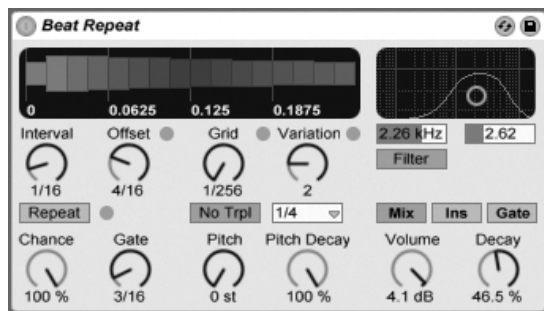 Beat Repeat
0 0.0625 0.125 0.1875
2.26 kHz 2.62
Filter
Interval Offset Grid Variation
1/16 4/16 1/256 2
Repeat No Trpl 1/4 Mix Ins Gate
Chance Gate Pitch Pitch Decay Volume Decay
100 % 3/16 0 st 100 % 4.1 dB 46.5 %